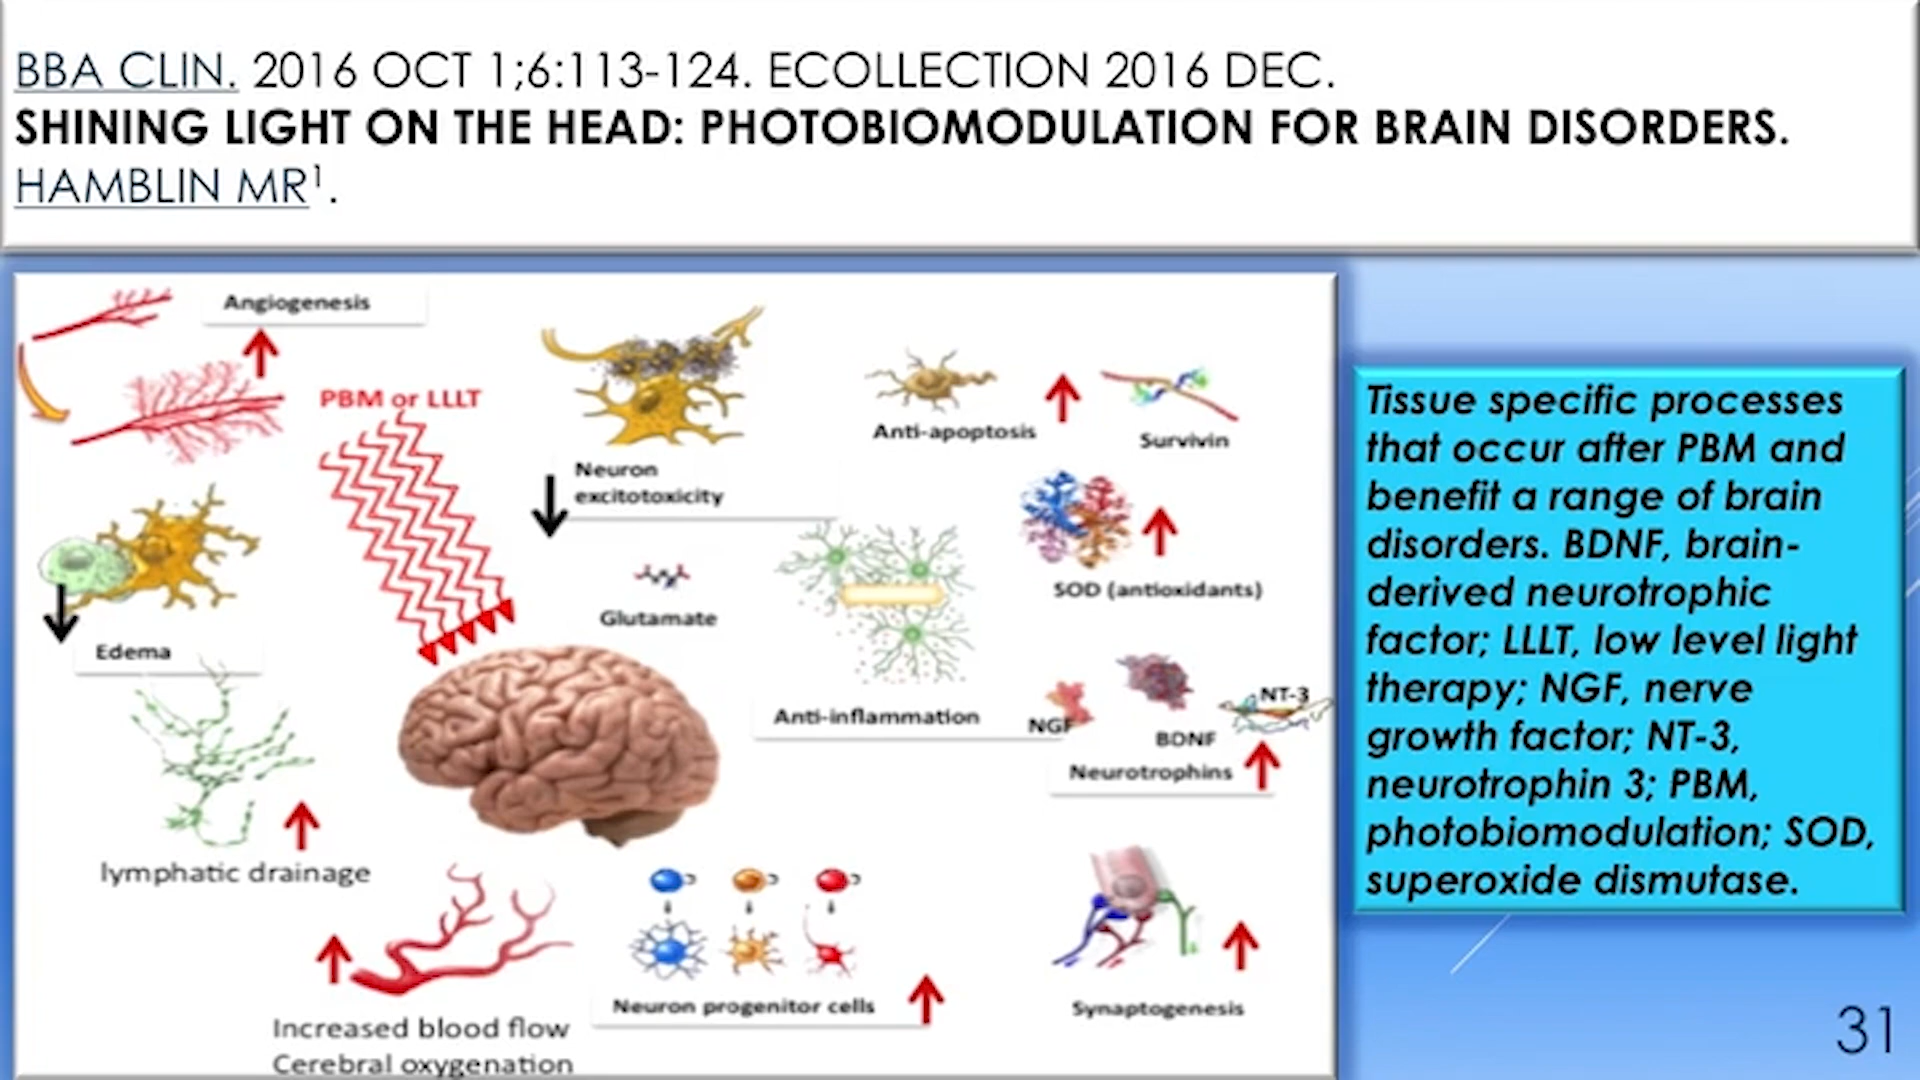 BBA CLIN. 2016 OCT 1;6:113-124. ECOLLECTION 2016 DEC.
SHINING LIGHT ON THE HEAD: PHOTOBIOMODULATION FOR BRAIN DISORDERS.
HAMBLIN MR1.
Angiogenesis
PBM or LLLT
Neuron
excitotoxicity
Anti-apoptosis
Survivin
SOD (antioxidants)
Glutamate
Edema
Anti-inflammation
NGF
BDNF
NT-3
Neurotrophins
lymphatic drainage
Increased blood flow
Cerebral oxygenation
Neuron progenitor cells
Synaptogenesis
Tissue specific processes
that occur after PBM and
benefit a range of brain
disorders. BDNF, brain-
derived neurotrophic
factor; LLLT, low level light
therapy; NGF, nerve
growth factor; NT-3,
neurotrophin 3; PBM,
photobiomodulation; SOD,
superoxide dismutase.
31